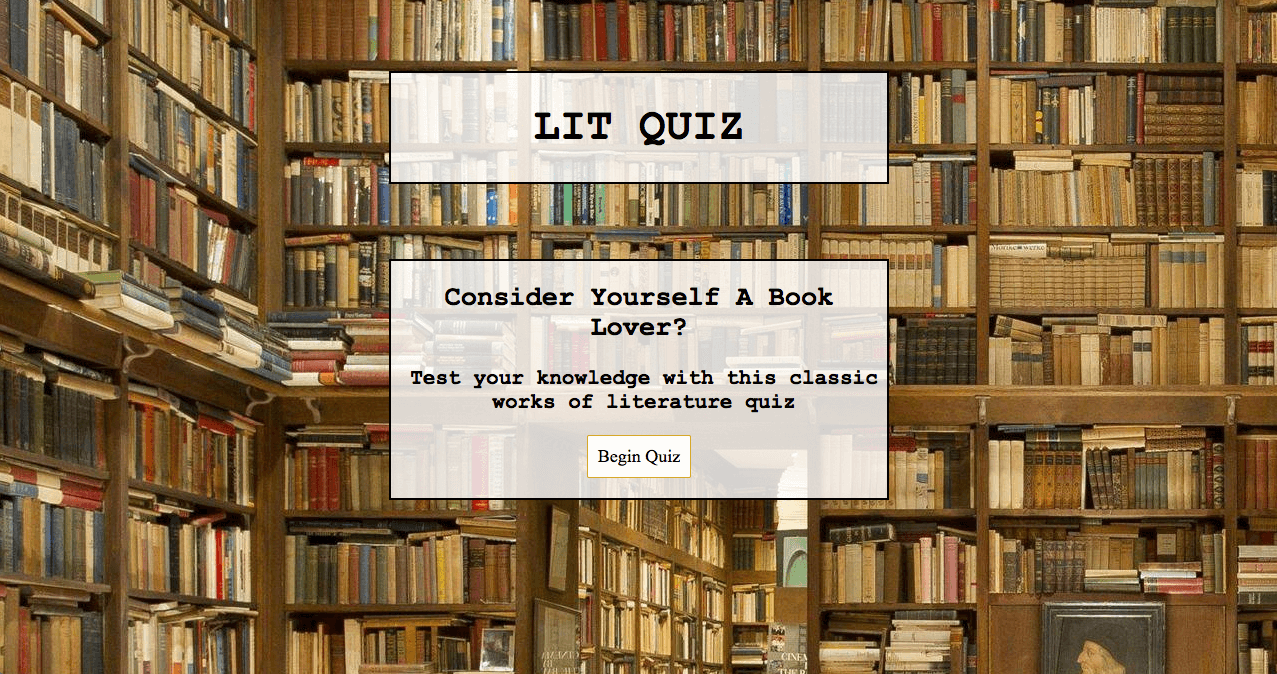 LIT QUIZ
Consider Yourself A Book
Lover?
Test your knowledge with this classic
works of literature quiz
Begin Quiz